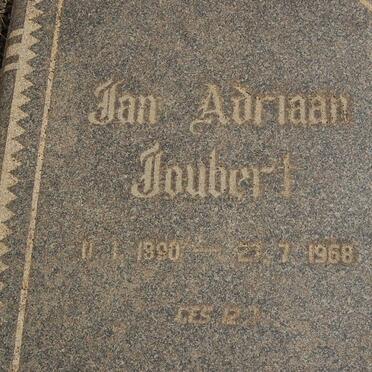 Jan Adriaan
Joubert
11.1.1890 — 27.7.1968
GES.